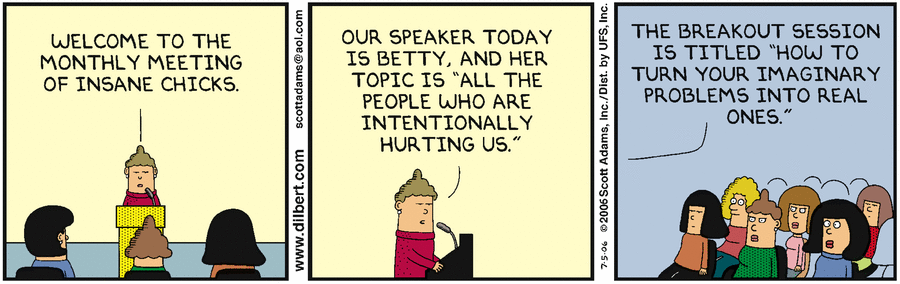 WELCOME TO THE
MONTHLY MEETING
OF INSANE CHICKS.
www.dilbert.com
scottadams@aol.com
OUR SPEAKER TODAY
IS BETTY, AND HER
TOPIC IS “ALL THE
PEOPLE WHO ARE
INTENTIONALLY
HURTING US.”
7-5-06 ©2006 Scott Adams, Inc./Dist. by UFS, Inc.
THE BREAKOUT SESSION
IS TITLED “HOW TO
TURN YOUR IMAGINARY
PROBLEMS INTO REAL
ONES.”